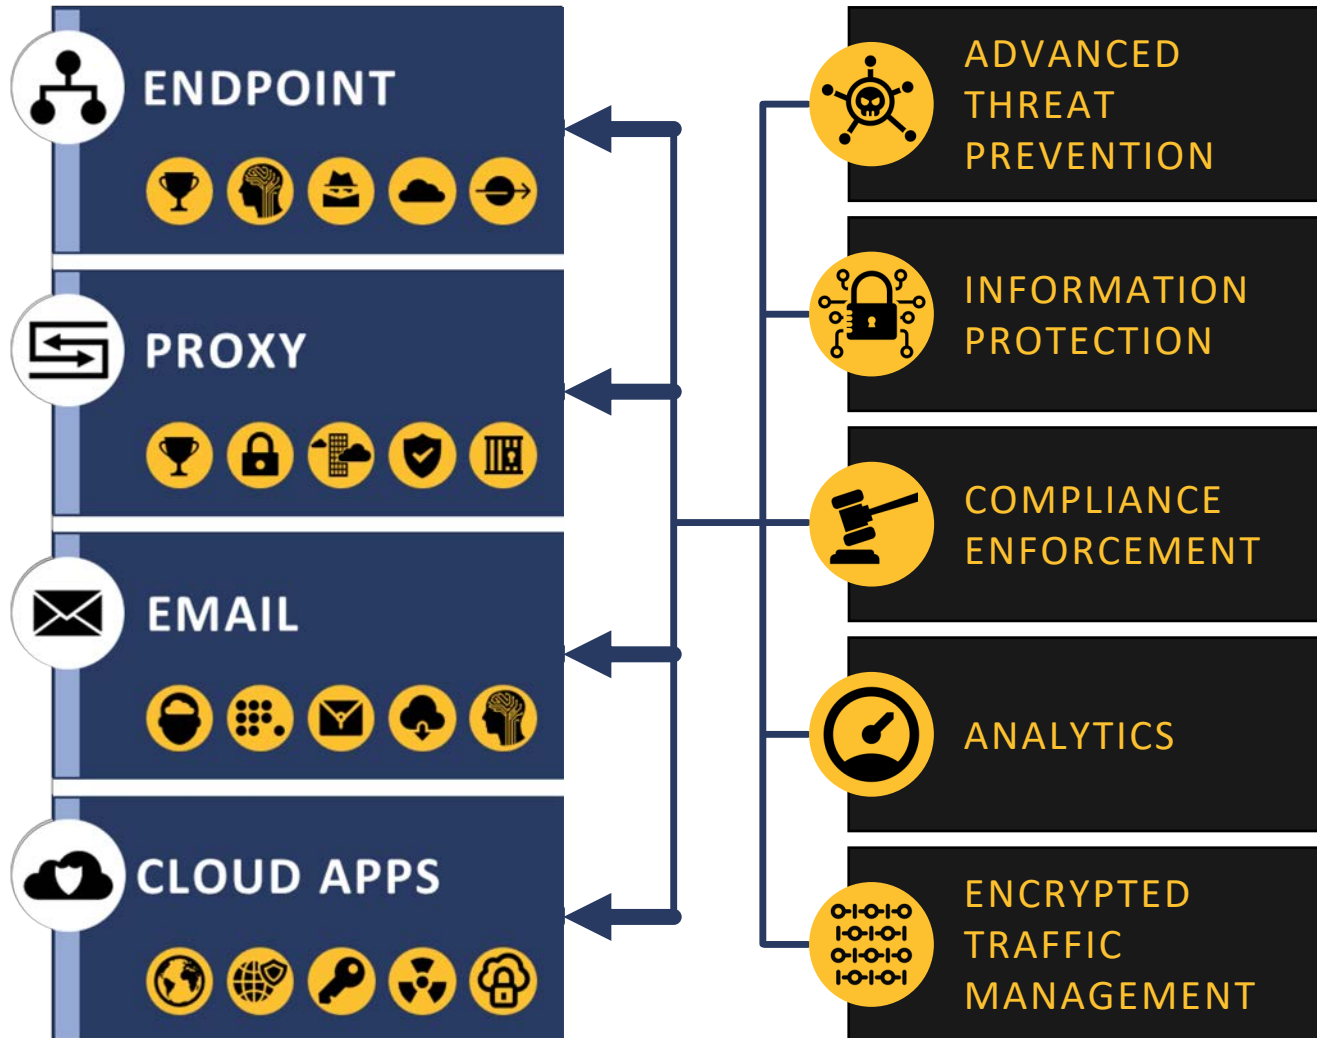 ENDPOINT
PROXY
EMAIL
CLOUD APPS
ADVANCED
THREAT
PREVENTION
INFORMATION
PROTECTION
COMPLIANCE
ENFORCEMENT
ANALYTICS
ENCRYPTED
TRAFFIC
MANAGEMENT